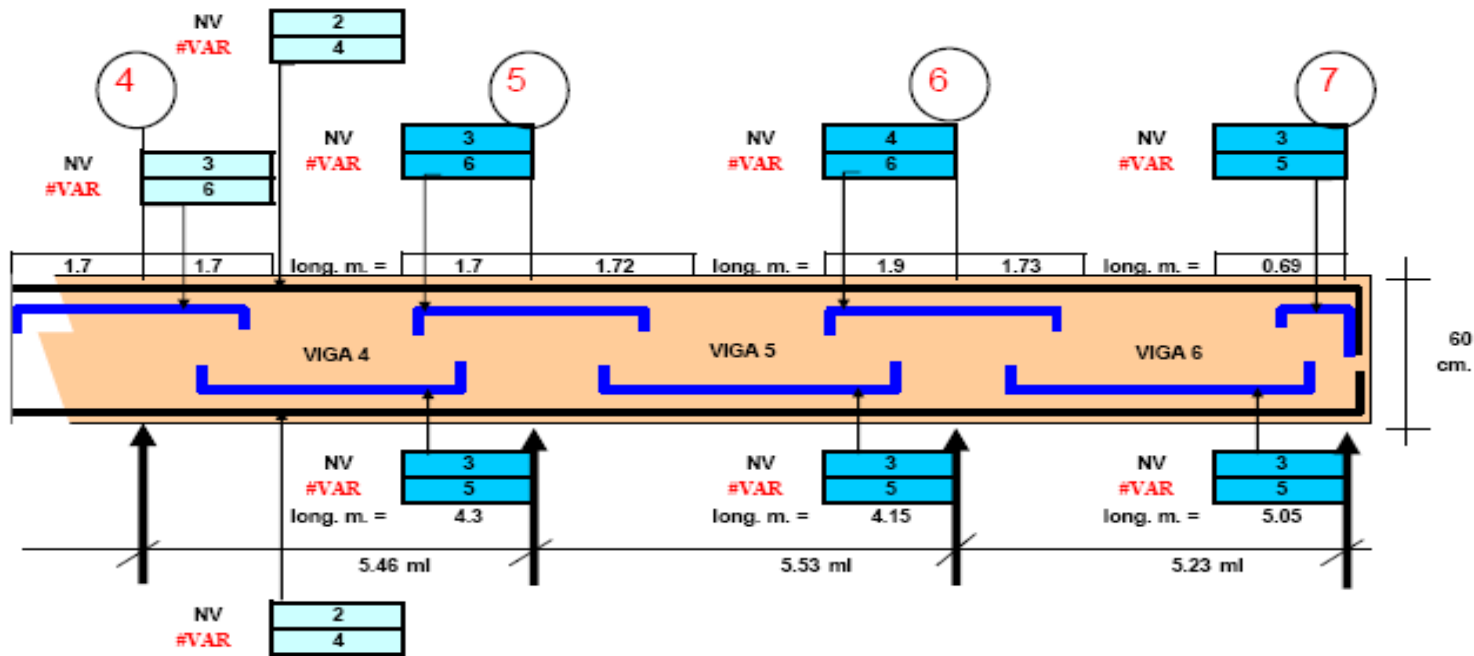 NV 2
#VAR 4
4 5 6 7
NV 3 NV 4 NV 3
#VAR 6 #VAR 6 #VAR 5
NV 3
#VAR 6
1.7 1.7 long. m. = 1.7 1.72 long. m. = 1.9 1.73 long. m. = 0.69
VIGA 4 VIGA 5 VIGA 6
60
cm.
NV 3 NV 3 NV 3
#VAR 5 #VAR 5 #VAR 5
long. m. = 4.3 long. m. = 4.15 long. m. = 5.05
5.46 ml 5.53 ml 5.23 ml
NV 2
#VAR 4